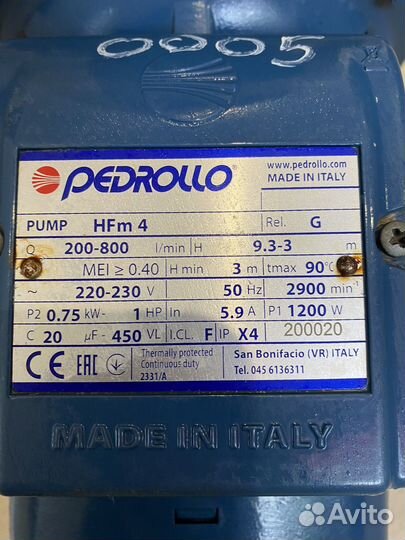 0005
PEDROLLO
www.pedrollo.com
MADE IN ITALY
PUMP HFm 4 Rel. G
Q 200-800 l/min H 9.3-3 m
MEI ≥ 0.40 H min 3 m tmax 90°C
~ 220-230 V 50 Hz 2900 min⁻¹
P2 0.75 kW- 1 HP In 5.9 A P1 1200 W
C 20 µF- 450 VL I.CL. F IP X4 200020
CE EAC Thermally protected
Continuous duty
2331/A
San Bonifacio (VR) ITALY
Tel. 045 6136311
MADE IN ITALY
Avito